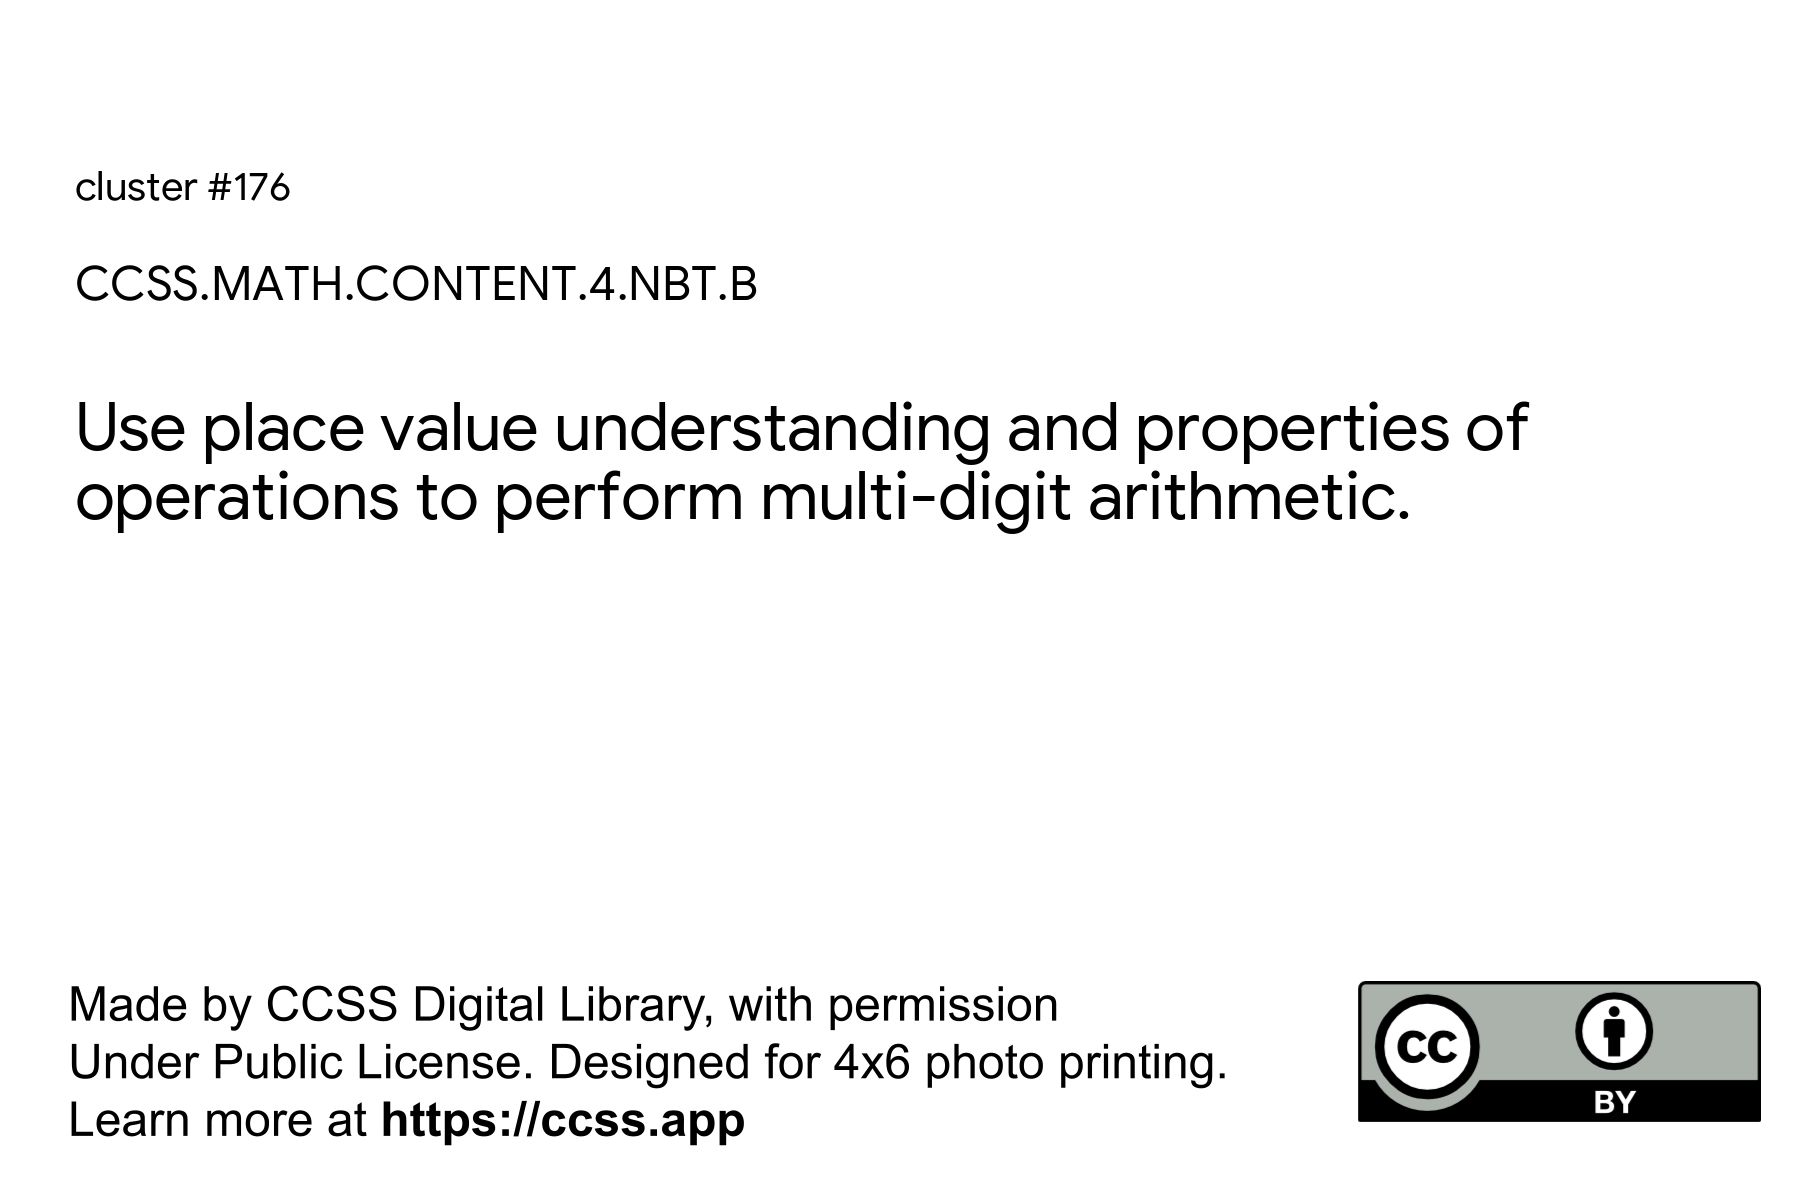 cluster #176
CCSS.MATH.CONTENT.4.NBT.B
Use place value understanding and properties of
operations to perform multi-digit arithmetic.
Made by CCSS Digital Library, with permission
Under Public License. Designed for 4x6 photo printing.
Learn more at https://ccss.app
cc
BY